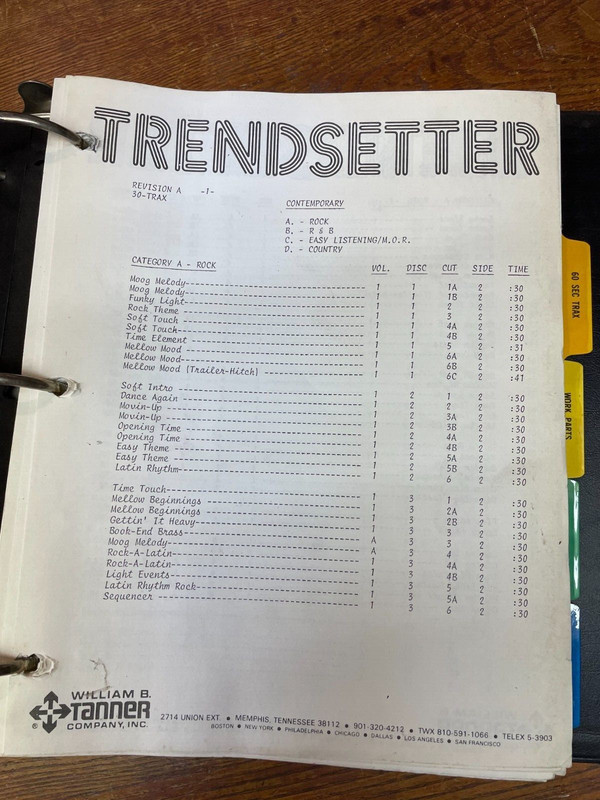 TRENDSETTER
REVISION A -1-
30-TRAX
CONTEMPORARY
A. - ROCK
B. - R & B
C. - EASY LISTENING/M.O.R.
D. - COUNTRY
CATEGORY A - ROCK VOL. DISC CUT SIDE TIME
Moog Melody 1 1 1A 2 :30
Moog Melody 1 1 1B 2 :30
Funky Light 1 1 2 2 :30
Rock Theme 1 1 3 2 :30
Soft Touch 1 1 4A 2 :30
Soft Touch 1 1 4B 2 :30
Time Element 1 1 5 2 :31
Mellow Mood 1 1 6A 2 :30
Mellow Mood 1 1 6B 2 :30
Mellow Mood (Trailer-Hitch) 1 1 6C 2 :41
Soft Intro 1 2 1 2 :30
Dance Again 1 2 2 2 :30
Movin-Up 1 2 3A 2 :30
Movin-Up 1 2 3B 2 :30
Opening Time 1 2 4A 2 :30
Opening Time 1 2 4B 2 :30
Easy Theme 1 2 5A 2 :30
Easy Theme 1 2 5B 2 :30
Latin Rhythm 1 2 6 2 :30
Time Touch 1 3 1 2 :30
Mellow Beginnings 1 3 2A 2 :30
Mellow Beginnings 1 3 2B 2 :30
Gettin' It Heavy 1 3 3 2 :30
Book-End Brass A 3 3 2 :30
Moog Melody A 3 4 2 :30
Rock-A-Latin 1 3 4A 2 :30
Rock-A-Latin 1 3 4B 2 :30
Light Events 1 3 5 2 :30
Latin Rhythm Rock 1 3 5A 2 :30
Sequencer 1 3 6 2 :30
60 SEC TRAX
WORK PARTS
WILLIAM B.
TANNER
® COMPANY, INC.
2714 UNION EXT. • MEMPHIS, TENNESSEE 38112 • 901-320-4212 • TWX 810-591-1066 • TELEX 5-3903
BOSTON • NEW YORK • PHILADELPHIA • CHICAGO • DALLAS • LOS ANGELES • SAN FRANCISCO